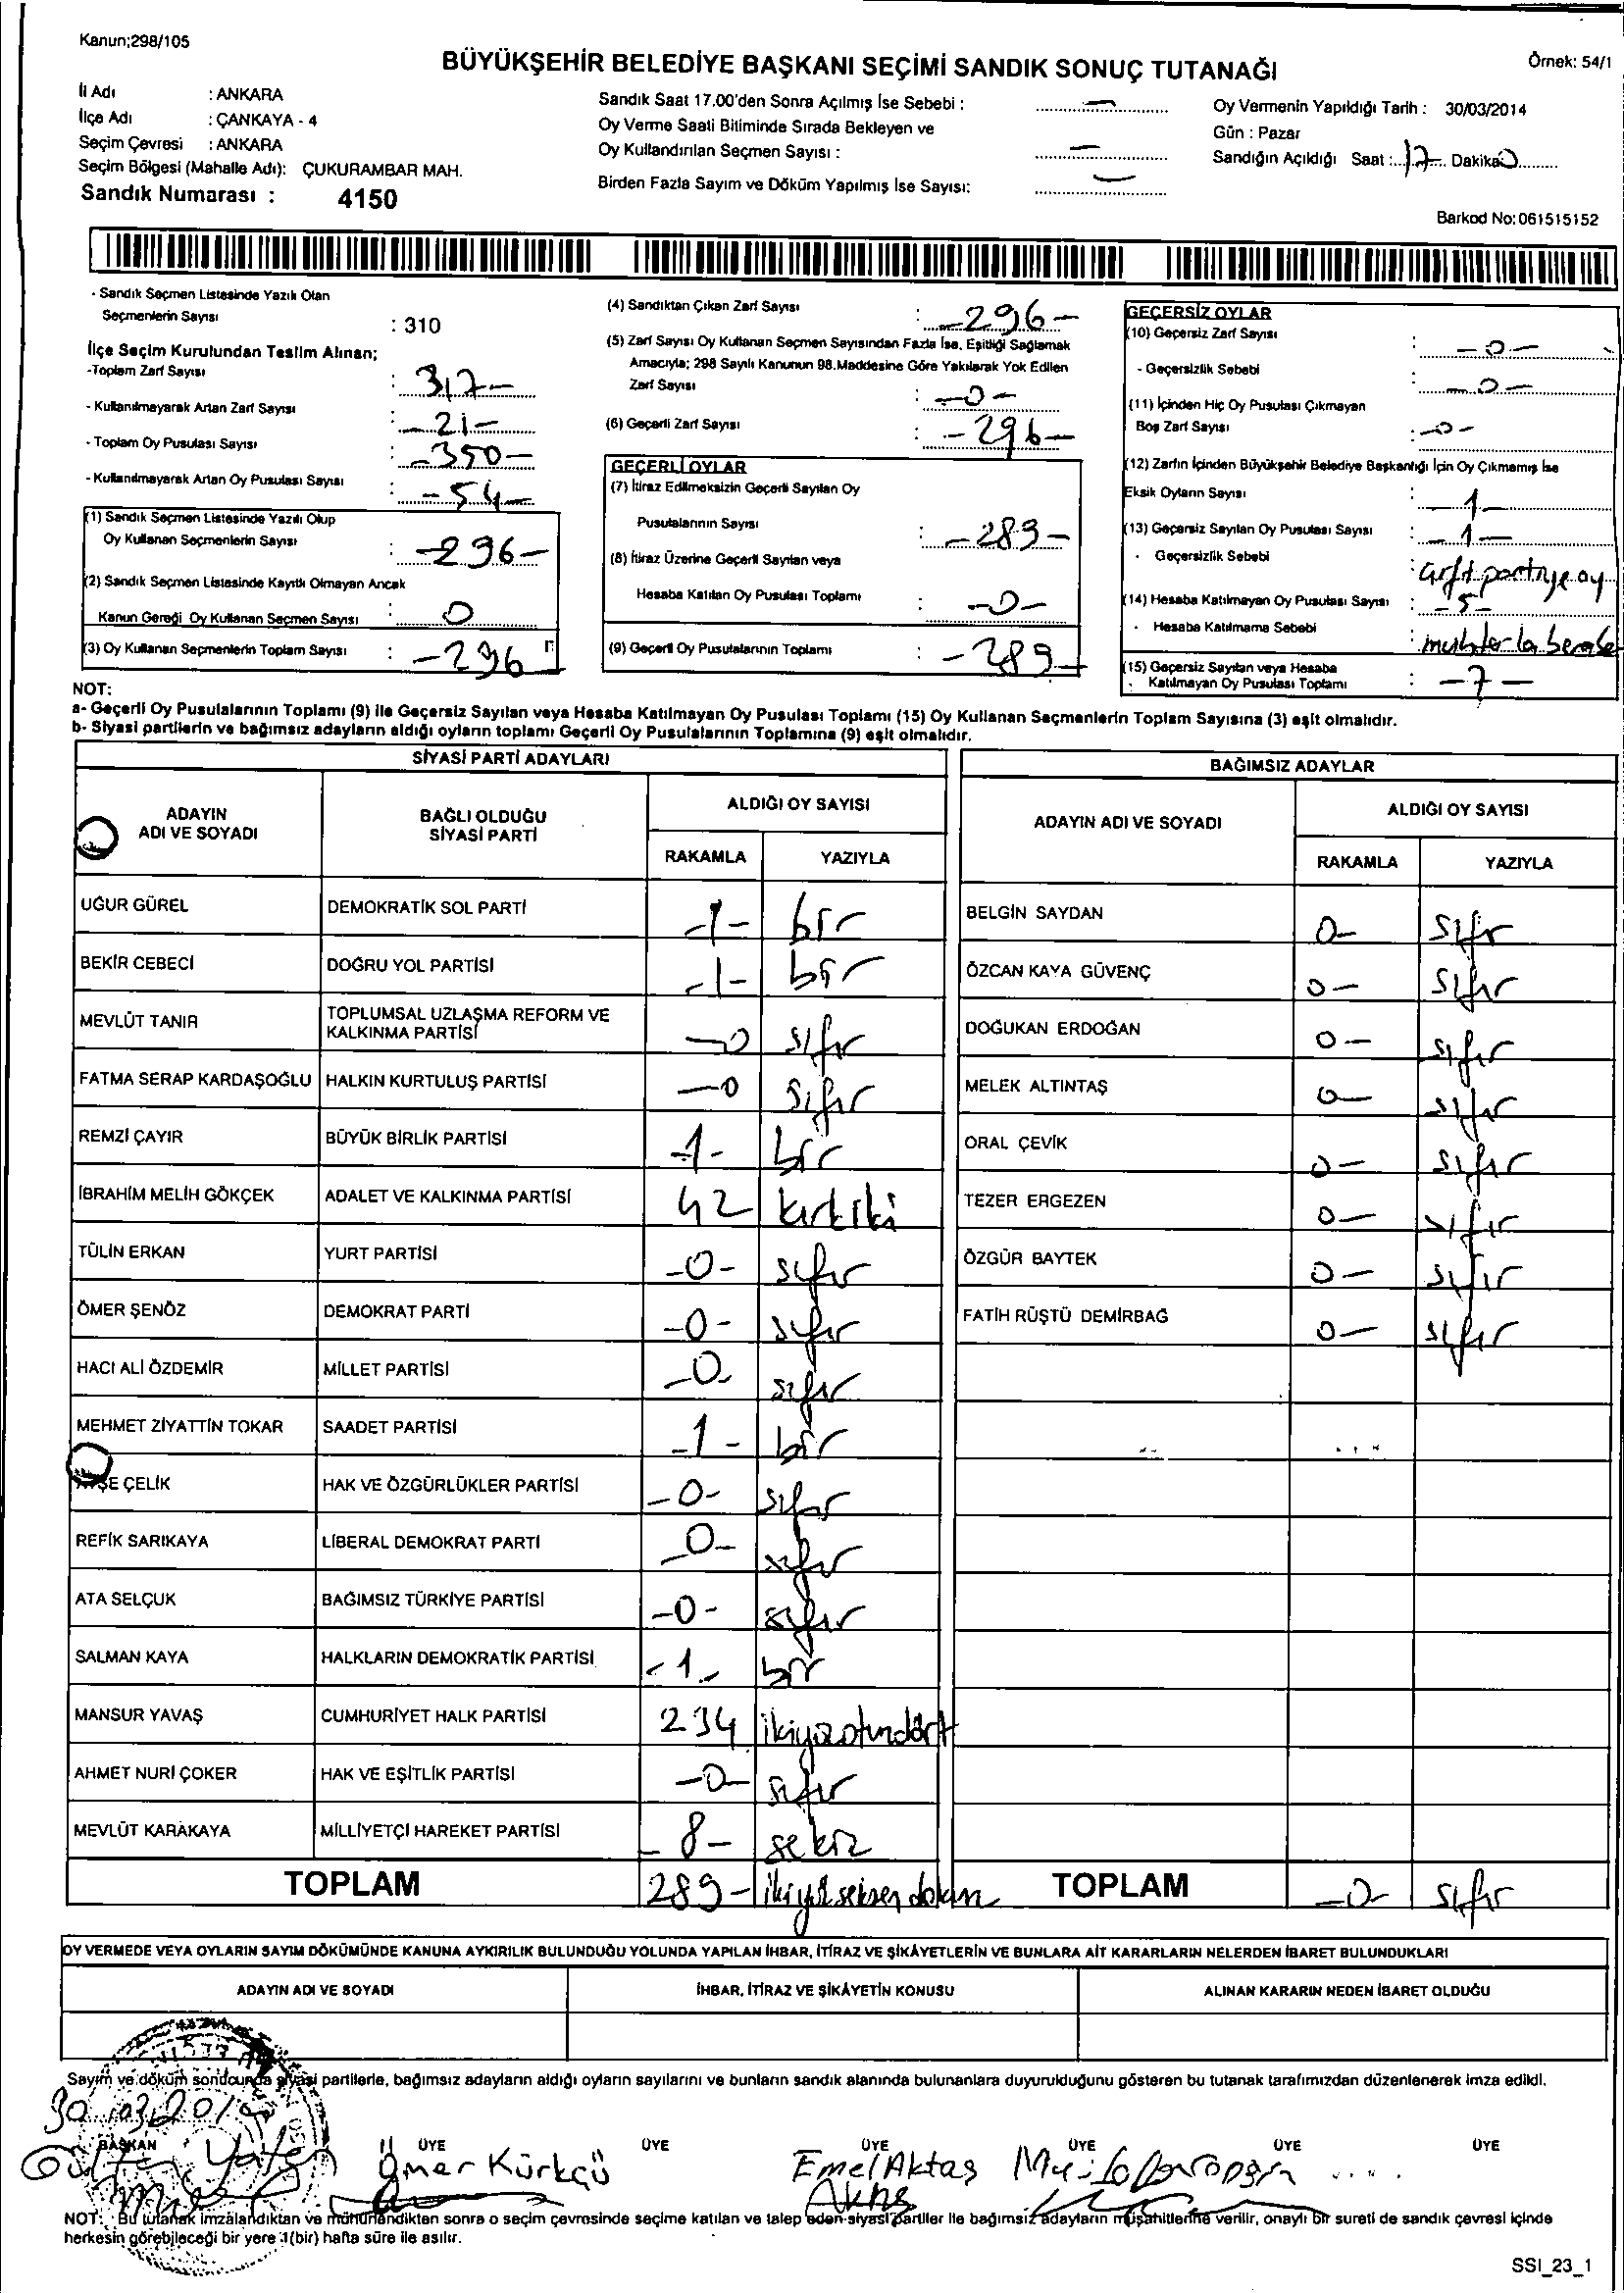 Kanun;298/105
BÜYÜKŞEHİR BELEDİYE BAŞKANI SEÇİMİ SANDIK SONUÇ TUTANAĞI
Örnek: 54/1
İl Adı : ANKARA
İlçe Adı : ÇANKAYA - 4
Seçim Çevresi : ANKARA
Seçim Bölgesi (Mahalle Adı): ÇUKURAMBAR MAH.
Sandık Numarası : 4150
Sandık Saat 17.00'den Sonra Açılmış İse Sebebi : —
Oy Verme Saati Bitiminde Sırada Bekleyen ve
Oy Kullandırılan Seçmen Sayısı : —
Birden Fazla Sayım ve Döküm Yapılmış İse Sayısı: —
Oy Vermenin Yapıldığı Tarih : 30/03/2014
Gün : Pazar
Sandığın Açıldığı Saat : 17 Dakika
Barkod No: 061515152
- Sandık Seçmen Listesinde Yazılı Olan
Seçmenlerin Sayısı : 310
İlçe Seçim Kurulundan Teslim Alınan;
-Toplam Zarf Sayısı : 317-
- Kullanılmayarak Artan Zarf Sayısı : -21-
- Toplam Oy Pusulası Sayısı : -350-
- Kullanılmayarak Artan Oy Pusulası Sayısı : -54-
(1) Sandık Seçmen Listesinde Yazılı Olup
Oy Kullanan Seçmenlerin Sayısı : -296-
(2) Sandık Seçmen Listesinde Kayıtlı Olmayan Ancak
Kanun Gereği Oy Kullanan Seçmen Sayısı : 0
(3) Oy Kullanan Seçmenlerin Toplam Sayısı : -296
(4) Sandıktan Çıkan Zarf Sayısı : -296-
(5) Zarf Sayısı Oy Kullanan Seçmen Sayısından Fazla İse, Eşitliği Sağlamak
Amacıyla; 298 Sayılı Kanunun 98.Maddesine Göre Yakılarak Yok Edilen
Zarf Sayısı : -0-
(6) Geçerli Zarf Sayısı : -296-
GEÇERLİ OYLAR
(7) İtiraz Edilmeksizin Geçerli Sayılan Oy
Pusulalarının Sayısı : -289-
(8) İtiraz Üzerine Geçerli Sayılan veya
Hesaba Katılan Oy Pusulası Toplamı : -0-
(9) Geçerli Oy Pusulalarının Toplamı : -289-
GEÇERSİZ OYLAR
(10) Geçersiz Zarf Sayısı : -0-
- Geçersizlik Sebebi : -0-
(11) İçinden Hiç Oy Pusulası Çıkmayan
Boş Zarf Sayısı : -0-
(12) Zarfın İçinden Büyükşehir Belediye Başkanlığı İçin Oy Çıkmamış İse
Eksik Oyların Sayısı : -1-
(13) Geçersiz Sayılan Oy Pusulası Sayısı : -1-
- Geçersizlik Sebebi : partiye oy
(14) Hesaba Katılmayan Oy Pusulası Sayısı : -5-
- Hesaba Katılmama Sebebi :
(15) Geçersiz Sayılan veya Hesaba
Katılmayan Oy Pusulası Toplamı : -7-
NOT:
a- Geçerli Oy Pusulalarının Toplamı (9) ile Geçersiz Sayılan veya Hesaba Katılmayan Oy Pusulası Toplamı (15) Oy Kullanan Seçmenlerin Toplam Sayısına (3) eşit olmalıdır.
b- Siyasi partilerin ve bağımsız adayların aldığı oyların toplamı Geçerli Oy Pusulalarının Toplamına (9) eşit olmalıdır.
SİYASİ PARTİ ADAYLARI
ADAYIN ADI VE SOYADI
BAĞLI OLDUĞU SİYASİ PARTİ
ALDIĞI OY SAYISI
RAKAMLA YAZIYLA
UĞUR GÜREL DEMOKRATİK SOL PARTİ -1- bir
BEKİR CEBECİ DOĞRU YOL PARTİSİ -1- bir
MEVLÜT TANIR TOPLUMSAL UZLAŞMA REFORM VE KALKINMA PARTİSİ -0 sıfır
FATMA SERAP KARDAŞOĞLU HALKIN KURTULUŞ PARTİSİ -0 sıfır
REMZİ ÇAYIR BÜYÜK BİRLİK PARTİSİ -1- bir
İBRAHİM MELİH GÖKÇEK ADALET VE KALKINMA PARTİSİ 42 kırkiki
TÜLİN ERKAN YURT PARTİSİ -0- sıfır
ÖMER ŞENÖZ DEMOKRAT PARTİ -0- sıfır
HACI ALİ ÖZDEMİR MİLLET PARTİSİ -0- sıfır
MEHMET ZİYATTİN TOKAR SAADET PARTİSİ -1- bir
ÇELİK HAK VE ÖZGÜRLÜKLER PARTİSİ -0- sıfır
REFİK SARIKAYA LİBERAL DEMOKRAT PARTİ -0- sıfır
ATA SELÇUK BAĞIMSIZ TÜRKİYE PARTİSİ -0- sıfır
SALMAN KAYA HALKLARIN DEMOKRATİK PARTİSİ -1- bir
MANSUR YAVAŞ CUMHURİYET HALK PARTİSİ 234 ikiyüzotuzdört
AHMET NURİ ÇOKER HAK VE EŞİTLİK PARTİSİ -0- sıfır
MEVLÜT KARAKAYA MİLLİYETÇİ HAREKET PARTİSİ -8- sekiz
TOPLAM 289- ikiyüz seksen dokuz
BAĞIMSIZ ADAYLAR
ADAYIN ADI VE SOYADI
ALDIĞI OY SAYISI
RAKAMLA YAZIYLA
BELGİN SAYDAN 0- sıfır
ÖZCAN KAYA GÜVENÇ 0- sıfır
DOĞUKAN ERDOĞAN 0- sıfır
MELEK ALTINTAŞ 0- sıfır
ORAL ÇEVİK 0- sıfır
TEZER ERGEZEN 0- sıfır
ÖZGÜR BAYTEK 0- sıfır
FATİH RÜŞTÜ DEMİRBAĞ 0- sıfır
TOPLAM -0- sıfır
OY VERMEDE VEYA OYLARIN SAYIM DÖKÜMÜNDE KANUNA AYKIRILIK BULUNDUĞU YOLUNDA YAPILAN İHBAR, İTİRAZ VE ŞİKÂYETLERİN VE BUNLARA AİT KARARLARIN NELERDEN İBARET BULUNDUKLARI
ADAYIN ADI VE SOYADI
İHBAR, İTİRAZ VE ŞİKÂYETİN KONUSU
ALINAN KARARIN NEDEN İBARET OLDUĞU
Sayım ve döküm sonucunda siyasi partilerle, bağımsız adayların aldığı oyların sayılarını ve bunların sandık alanında bulunanlara duyurulduğunu gösteren bu tutanak tarafımızdan düzenlenerek imza edildi.
30.03.2014
BAŞKAN ÜYE ÜYE ÜYE ÜYE ÜYE ÜYE
Ömer Kürkçü
Emel Aktaş
NOT: Bu tutanak imzalandıktan ve mühürlendikten sonra o seçim çevresinde seçime katılan ve talep eden siyasi partiler ile bağımsız adayların müşahitlerine verilir, onaylı bir sureti de sandık çevresi içinde
herkesin görebileceği bir yere 1(bir) hafta süre ile asılır.
SSI_23_1